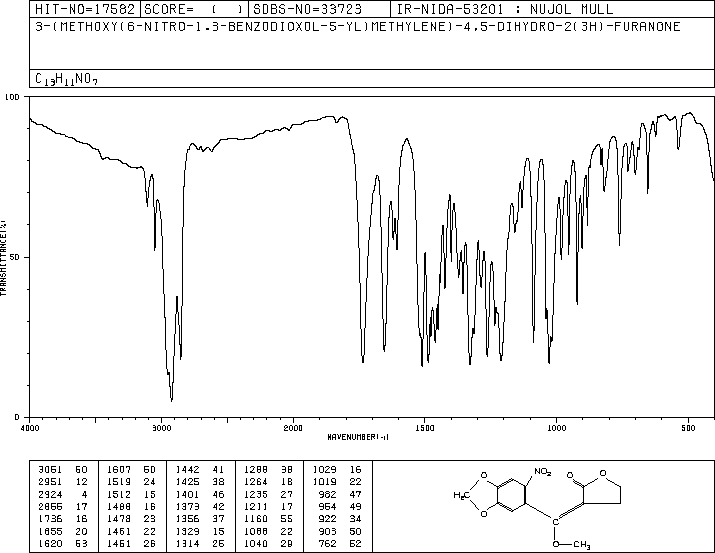 HIT-NO=17582 SCORE= ( ) SDBS-NO=33723 IR-NIDA-53201 : NUJOL MULL
3-(METHOXY(6-NITRO-1,3-BENZODIOXOL-5-YL)METHYLENE)-4,5-DIHYDRO-2(3H)-FURANONE
C13H11NO7
100
50
0
TRANSMITTANCE(%)
4000 3000 2000 1500 1000 500
WAVENUMBER(-1)
3061 60 1607 50 1442 41 1288 38 1029 16
2951 12 1519 24 1425 38 1264 18 1019 22
2924 4 1512 15 1401 46 1235 27 982 47
2855 17 1488 16 1373 42 1211 17 954 49
1736 16 1478 23 1356 37 1160 55 922 34
1655 20 1461 22 1329 15 1088 22 903 50
1620 53 1451 26 1314 25 1040 29 762 52
NO2
O
O
O
H2C
O
O
CH3